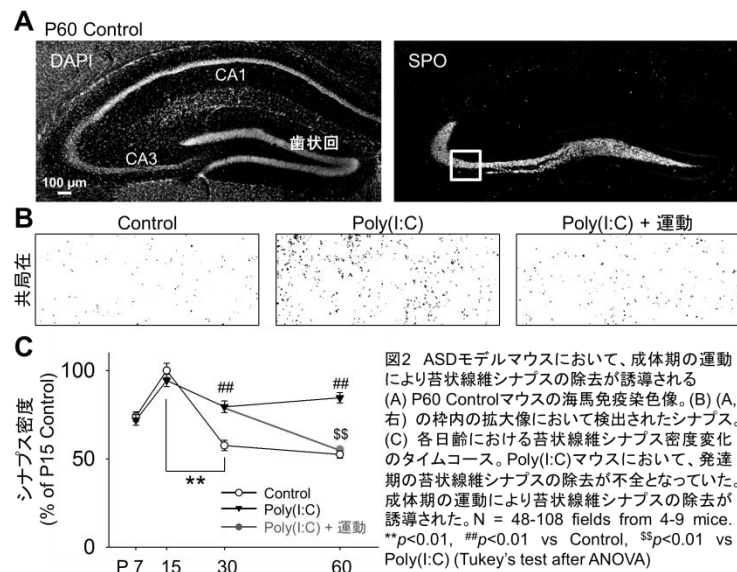 A P60 Control
DAPI
CA1
歯状回
CA3
100 μm
SPO
B
Control
Poly(I:C)
Poly(I:C) + 運動
共局在
C
シナプス密度
(% of P15 Control)
100
50
0
##
##
$$
**
Control
Poly(I:C)
Poly(I:C) + 運動
P 7
15
30
60
図2 ASDモデルマウスにおいて、成体期の運動
により苔状線維シナプスの除去が誘導される
(A) P60 Controlマウスの海馬免疫染色像。(B) (A,
右) の枠内の拡大像において検出されたシナプス。
(C) 各日齢における苔状線維シナプス密度変化
のタイムコース。Poly(I:C)マウスにおいて、発達
期の苔状線維シナプスの除去が不全となっていた。
成体期の運動により苔状線維シナプスの除去が
誘導された。N = 48-108 fields from 4-9 mice.
**p<0.01, ##p<0.01 vs Control, $$p<0.01 vs
Poly(I:C) (Tukey's test after ANOVA)